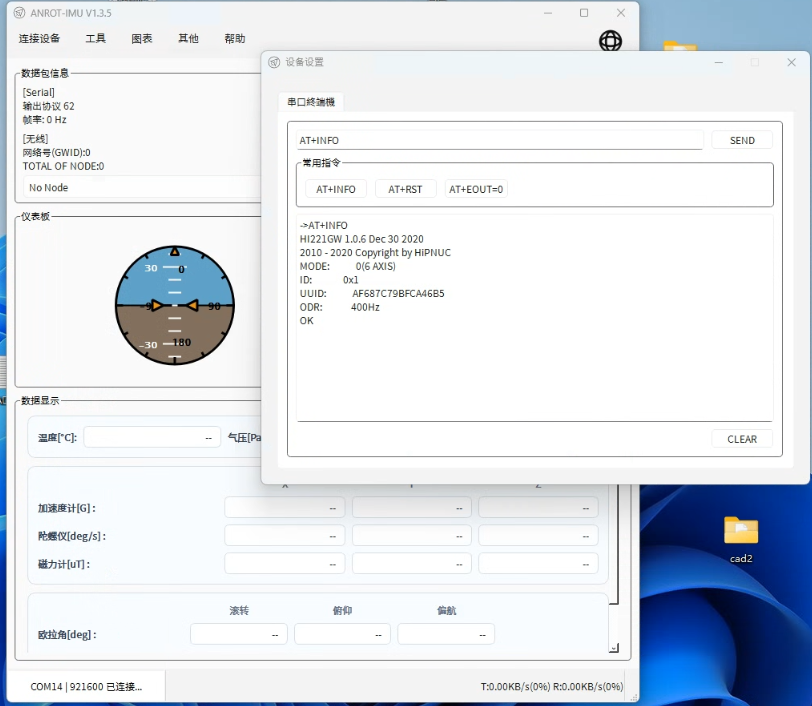 ANROT-IMU V1.3.5
连接设备 工具 图表 其他 帮助
数据包信息
[Serial]
输出协议 62
帧率: 0 Hz
[无线]
网络号(GWID):0
TOTAL OF NODE:0
No Node
仪表板
30 0
90
-30 180
数据显示
温度[°C]: -- 气压[Pa
加速度计[G] : -- -- --
陀螺仪[deg/s] : -- -- --
磁力计[uT] : -- -- --
滚转 俯仰 偏航
欧拉角[deg] : -- -- --
COM14 | 921600 已连接... T:0.00KB/s(0%) R:0.00KB/s(0%)
设备设置
串口终端機
AT+INFO SEND
常用指令
AT+INFO AT+RST AT+EOUT=0
->AT+INFO
HI221GW 1.0.6 Dec 30 2020
2010 - 2020 Copyright by HiPNUC
MODE: 0(6 AXIS)
ID: 0x1
UUID: AF687C79BFCA46B5
ODR: 400Hz
OK
CLEAR
cad2